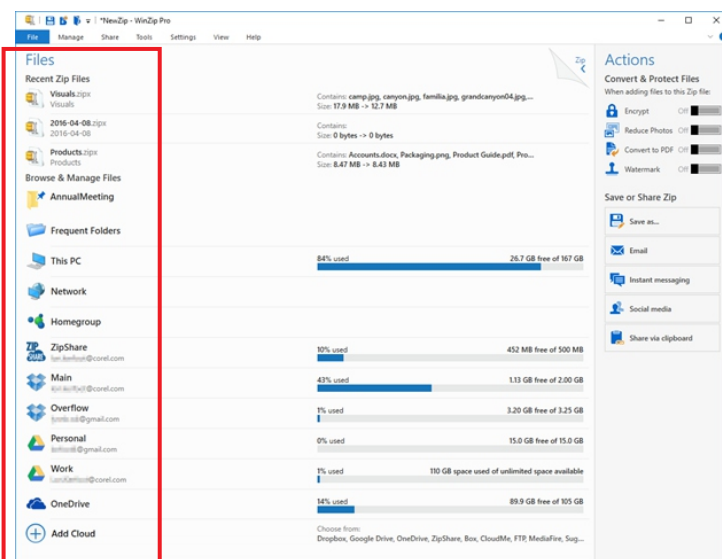 *NewZip - WinZip Pro
File Manage Share Tools Settings View Help
Files
Recent Zip Files
Visuals.zipx
Visuals
Contains: camp.jpg, canyon.jpg, familia.jpg, grandcanyon04.jpg,...
Size: 17.9 MB -> 12.7 MB
2016-04-08.zipx
2016-04-08
Contains:
Size: 0 bytes -> 0 bytes
Products.zipx
Products
Contains: Accounts.docx, Packaging.png, Product Guide.pdf, Pro...
Size: 8.47 MB -> 8.43 MB
Browse & Manage Files
AnnualMeeting
Frequent Folders
This PC
84% used 26.7 GB free of 167 GB
Network
Homegroup
ZipShare
@corel.com
10% used 452 MB free of 500 MB
Main
@corel.com
43% used 1.13 GB free of 2.00 GB
Overflow
@gmail.com
1% used 3.20 GB free of 3.25 GB
Personal
@gmail.com
0% used 15.0 GB free of 15.0 GB
Work
@corel.com
1% used 110 GB space used of unlimited space available
OneDrive
14% used 89.9 GB free of 105 GB
Add Cloud
Choose from:
Dropbox, Google Drive, OneDrive, ZipShare, Box, CloudMe, FTP, MediaFire, Sug...
Zip
Actions
Convert & Protect Files
When adding files to this Zip file:
Encrypt Off
Reduce Photos Off
Convert to PDF Off
Watermark Off
Save or Share Zip
Save as...
Email
Instant messaging
Social media
Share via clipboard